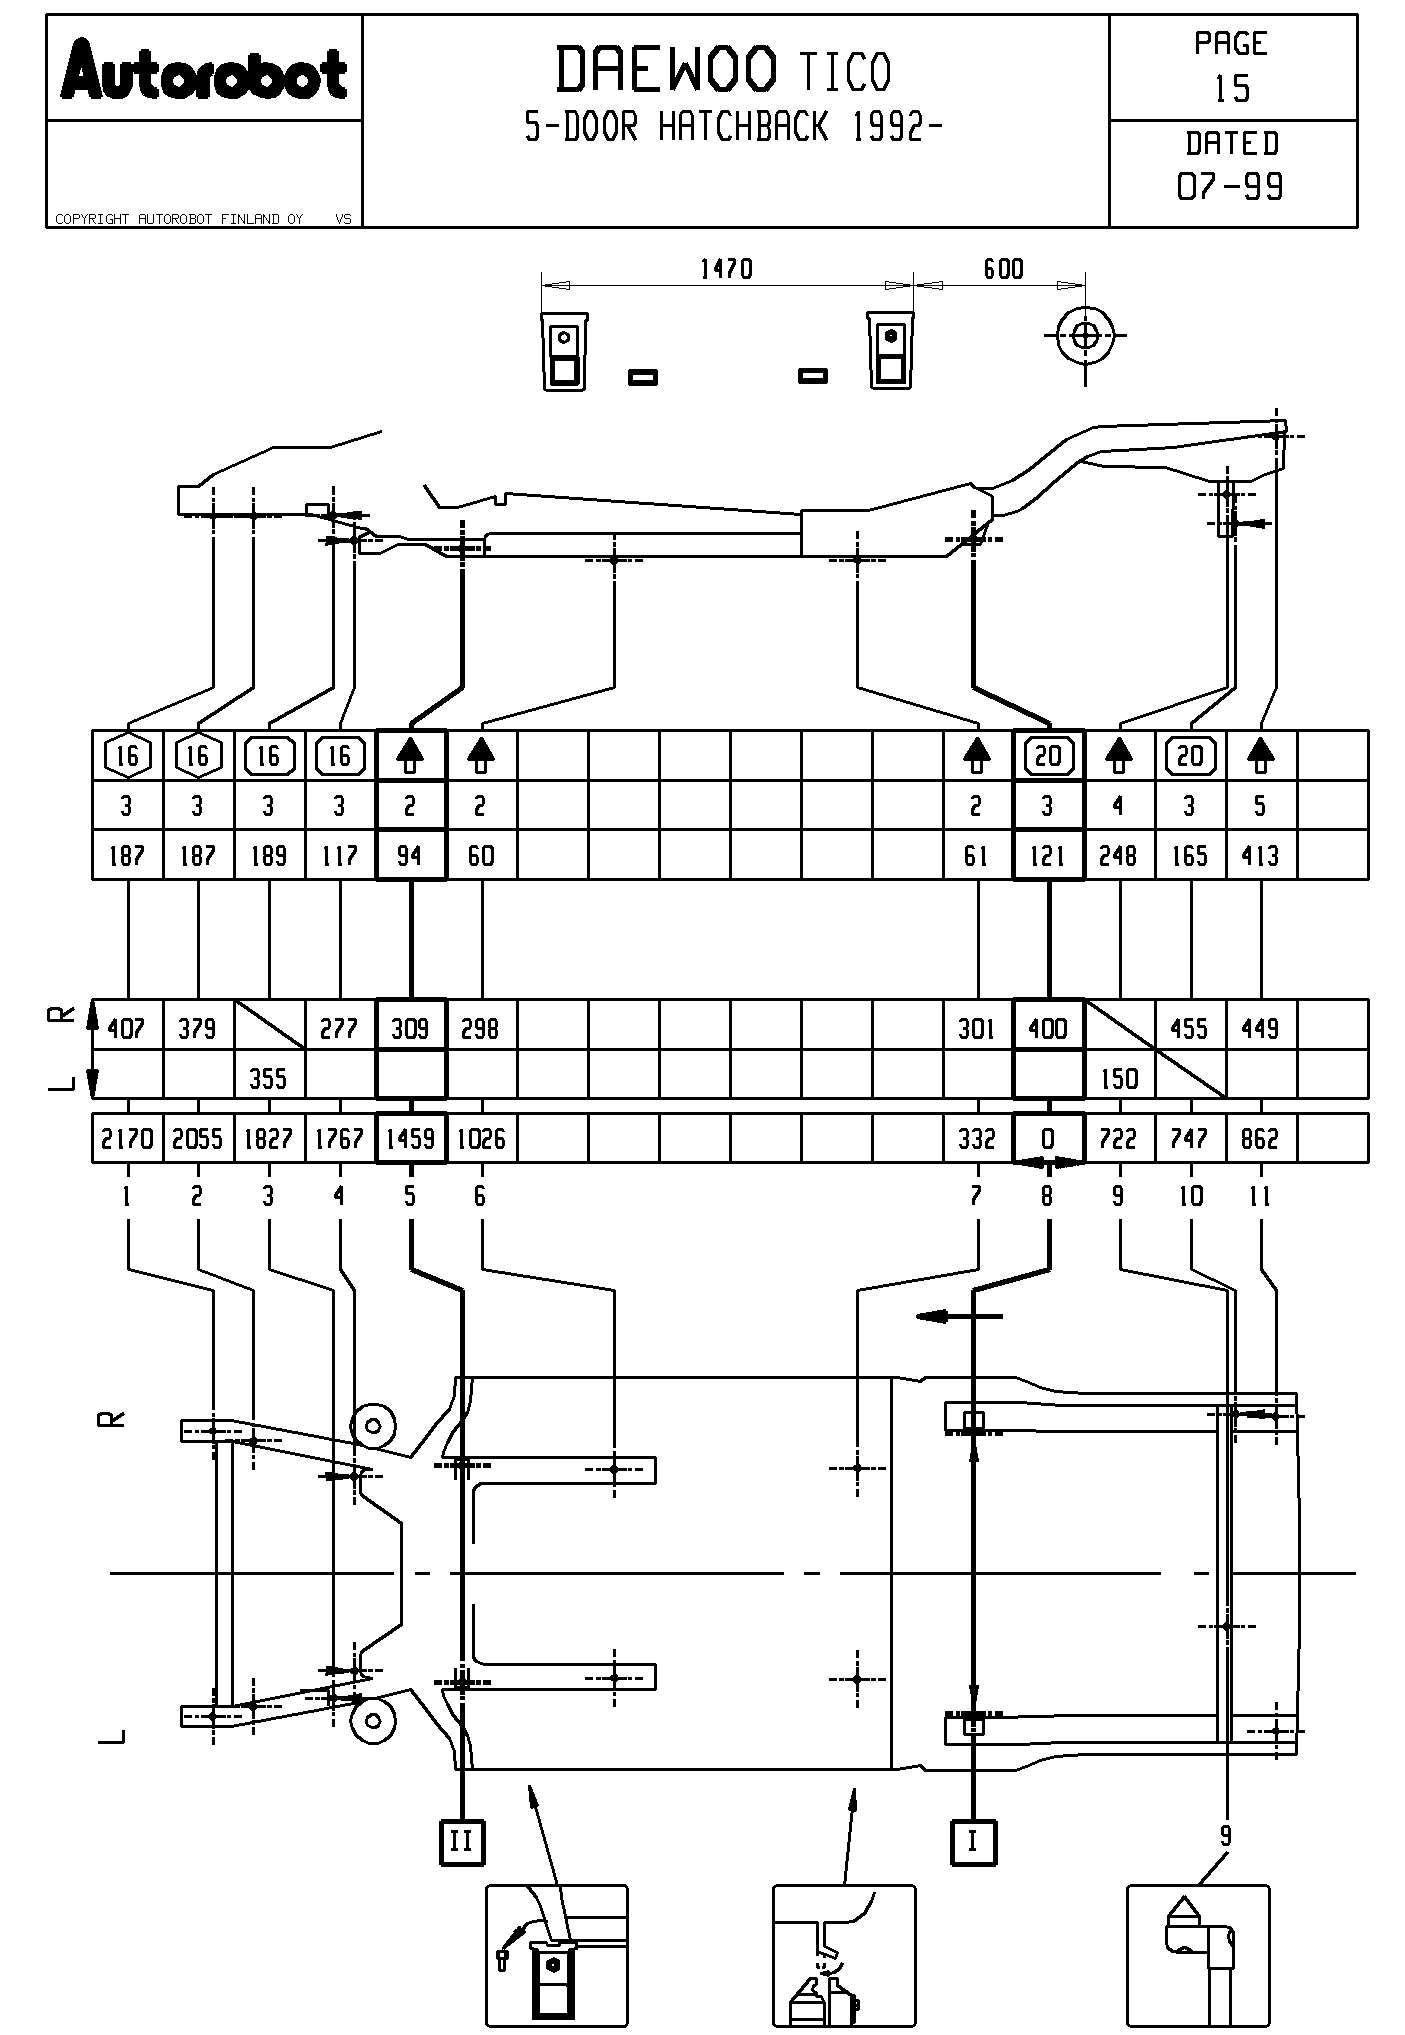 Autorobot
DAEWOO TICO
5-DOOR HATCHBACK 1992-
PAGE
15
DATED
07-99
COPYRIGHT AUTOROBOT FINLAND OY VS
1470 600
16 16 16 16 20 20
3 3 3 3 2 2 2 3 4 3 5
187 187 189 117 94 60 61 121 248 165 413
R 407 379 277 309 298 301 400 455 449
L 355 150
2170 2055 1827 1767 1459 1026 332 0 722 747 862
1 2 3 4 5 6 7 8 9 10 11
R
L
II I 9